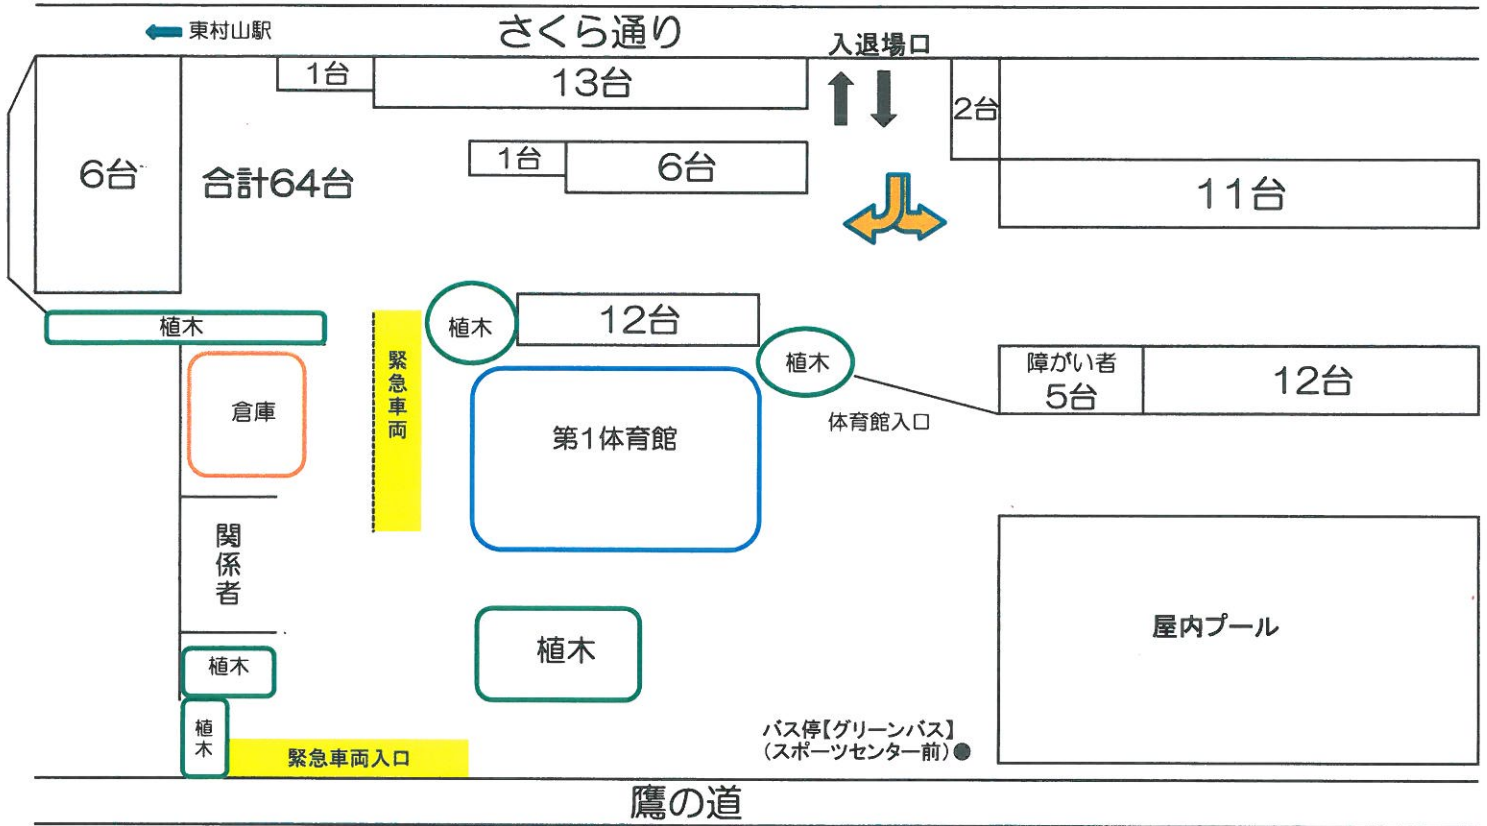 東村山駅
さくら通り
入退場口
1台
13台
2台
6台
合計64台
1台
6台
11台
植木
植木
12台
植木
障がい者
5台
12台
緊急車両
倉庫
第1体育館
体育館入口
関係者
植木
植木
屋内プール
植木
緊急車両入口
バス停【グリーンバス】
(スポーツセンター前)●
鷹の道